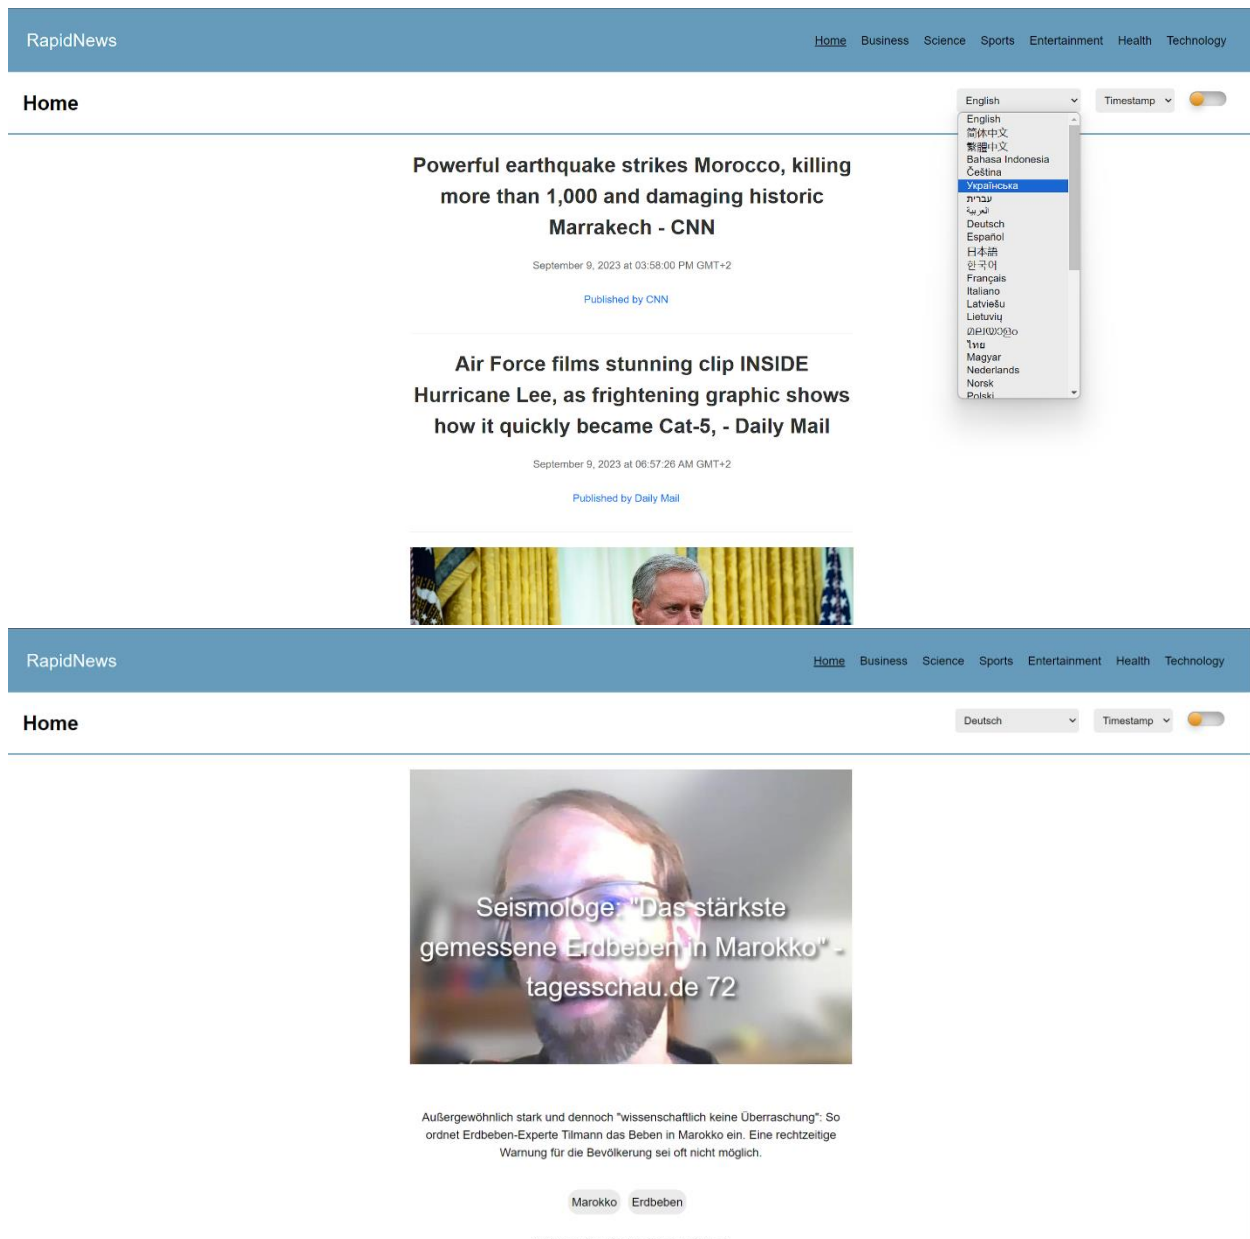 RapidNews
Home Business Science Sports Entertainment Health Technology
Home
English
Timestamp
English
简体中文
繁體中文
Bahasa Indonesia
Čeština
Українська
עברית
العربية
Deutsch
Español
日本語
한국어
Français
Italiano
Latviešu
Lietuvių
മലയാളം
ไทย
Magyar
Nederlands
Norsk
Polski
Powerful earthquake strikes Morocco, killing
more than 1,000 and damaging historic
Marrakech - CNN
September 9, 2023 at 03:58:00 PM GMT+2
Published by CNN
Air Force films stunning clip INSIDE
Hurricane Lee, as frightening graphic shows
how it quickly became Cat-5, - Daily Mail
September 9, 2023 at 06:57:26 AM GMT+2
Published by Daily Mail
RapidNews
Home Business Science Sports Entertainment Health Technology
Home
Deutsch
Timestamp
Seismologe: "Das stärkste
gemessene Erdbeben in Marokko" -
tagesschau.de 72
Außergewöhnlich stark und dennoch "wissenschaftlich keine Überraschung": So
ordnet Erdbeben-Experte Tilmann das Beben in Marokko ein. Eine rechtzeitige
Warnung für die Bevölkerung sei oft nicht möglich.
Marokko Erdbeben